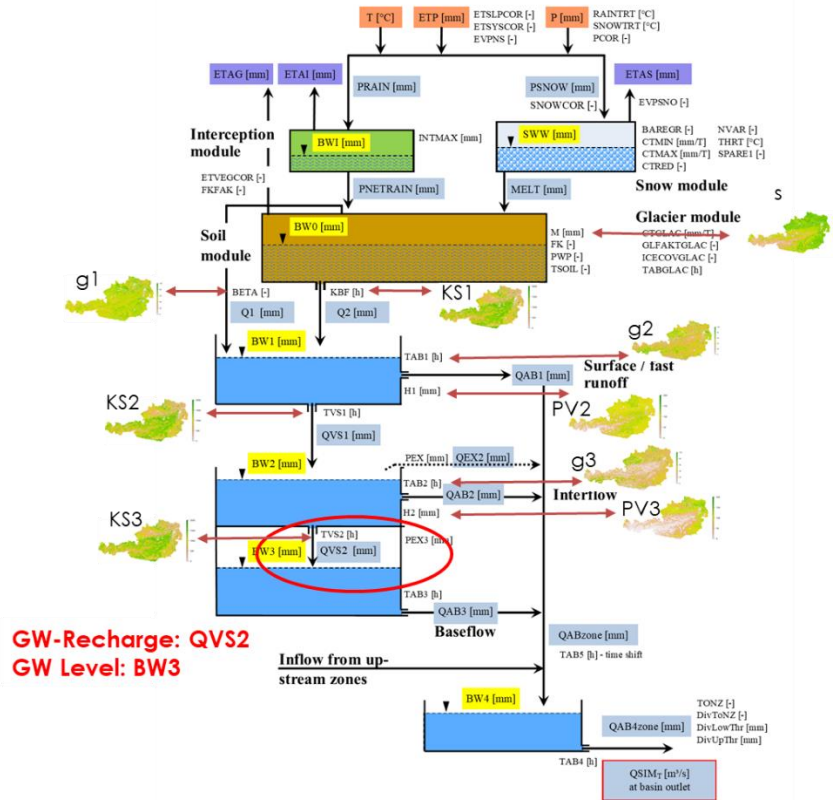 T [°C]
ETP [mm]
ETSLPCOR [-]
ETSYSCOR [-]
EVPNS [-]
P [mm]
RAINTRT [°C]
SNOWTRT [°C]
PCOR [-]
ETAG [mm]
ETAI [mm]
PRAIN [mm]
PSNOW [mm]
SNOWCOR [-]
ETAS [mm]
EVPSNO [-]
Interception
module
BWI [mm]
INTMAX [mm]
SWW [mm]
BAREGR [-]
CTMIN [mm/T]
CTMAX [mm/T]
CTRED [-]
NVAR [-]
THRT [°C]
SPARE1 [-]
Snow module
ETVEGCOR [-]
FKFAK [-]
PNETRAIN [mm]
MELT [mm]
s
Soil
module
BW0 [mm]
M [mm]
FK [-]
PWP [-]
TSOIL [-]
Glacier module
CTGLAC [mm/T]
GLFAKTGLAC [-]
ICECOVGLAC [-]
TABGLAC [h]
g1
BETA [-]
KBF [h]
KS1
Q1 [mm]
Q2 [mm]
g2
BW1 [mm]
TAB1 [h]
Surface / fast
runoff
QAB1 [mm]
H1 [mm]
KS2
TVS1 [h]
PV2
QVS1 [mm]
BW2 [mm]
PEX [mm]
QEX2 [mm]
g3
TAB2 [h]
QAB2 [mm]
Interflow
H2 [mm]
PV3
KS3
TVS2 [h]
PEX3[mm]
BW3 [mm]
QVS2 [mm]
TAB3 [h]
QAB3 [mm]
Baseflow
GW-Recharge: QVS2
GW Level: BW3
QABzone [mm]
TAB5 [h] - time shift
Inflow from up-
stream zones
BW4 [mm]
QAB4zone [mm]
TONZ [-]
DivToNZ [-]
DivLowThr [mm]
DivUpThr [mm]
TAB4 [h]
QSIMT [m³/s]
at basin outlet